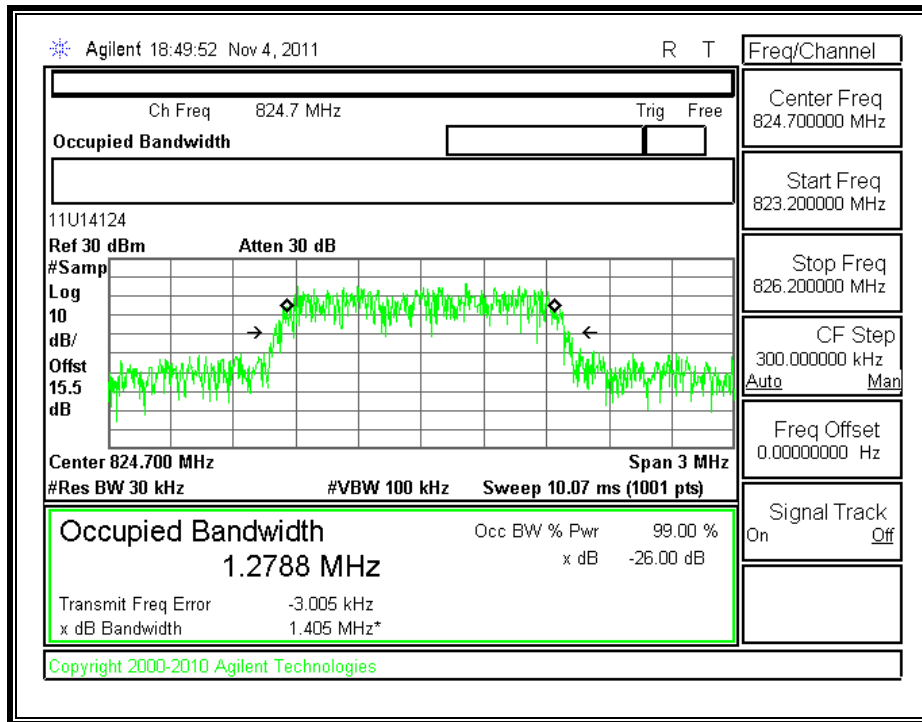 Agilent 18:49:52 Nov 4, 2011 R T
Freq/Channel
Ch Freq 824.7 MHz Trig Free
Occupied Bandwidth
Center Freq
824.700000 MHz
Start Freq
823.200000 MHz
Stop Freq
826.200000 MHz
CF Step
300.000000 kHz
Auto Man
Freq Offset
0.00000000 Hz
Signal Track
On Off
11U14124
Ref 30 dBm Atten 30 dB
#Samp
Log
10
dB/
Offst
15.5
dB
Center 824.700 MHz Span 3 MHz
#Res BW 30 kHz #VBW 100 kHz Sweep 10.07 ms (1001 pts)
Occupied Bandwidth
1.2788 MHz
Occ BW % Pwr 99.00 %
x dB -26.00 dB
Transmit Freq Error -3.005 kHz
x dB Bandwidth 1.405 MHz*
Copyright 2000-2010 Agilent Technologies